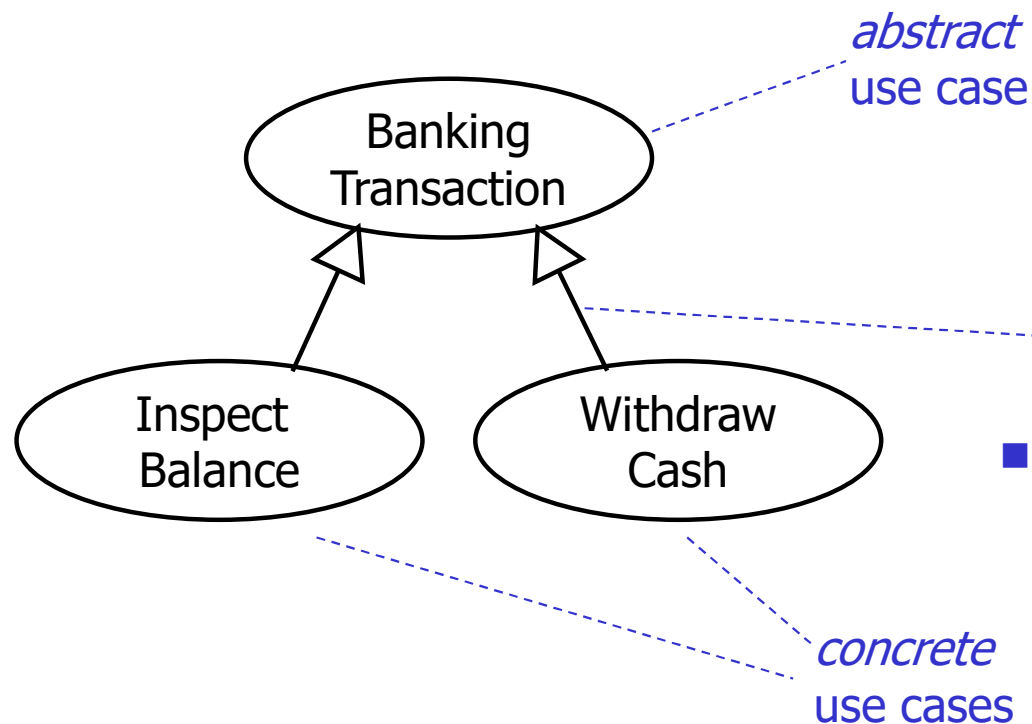 abstract
use case
Banking
Transaction
Inspect
Balance
Withdraw
Cash
concrete
use cases